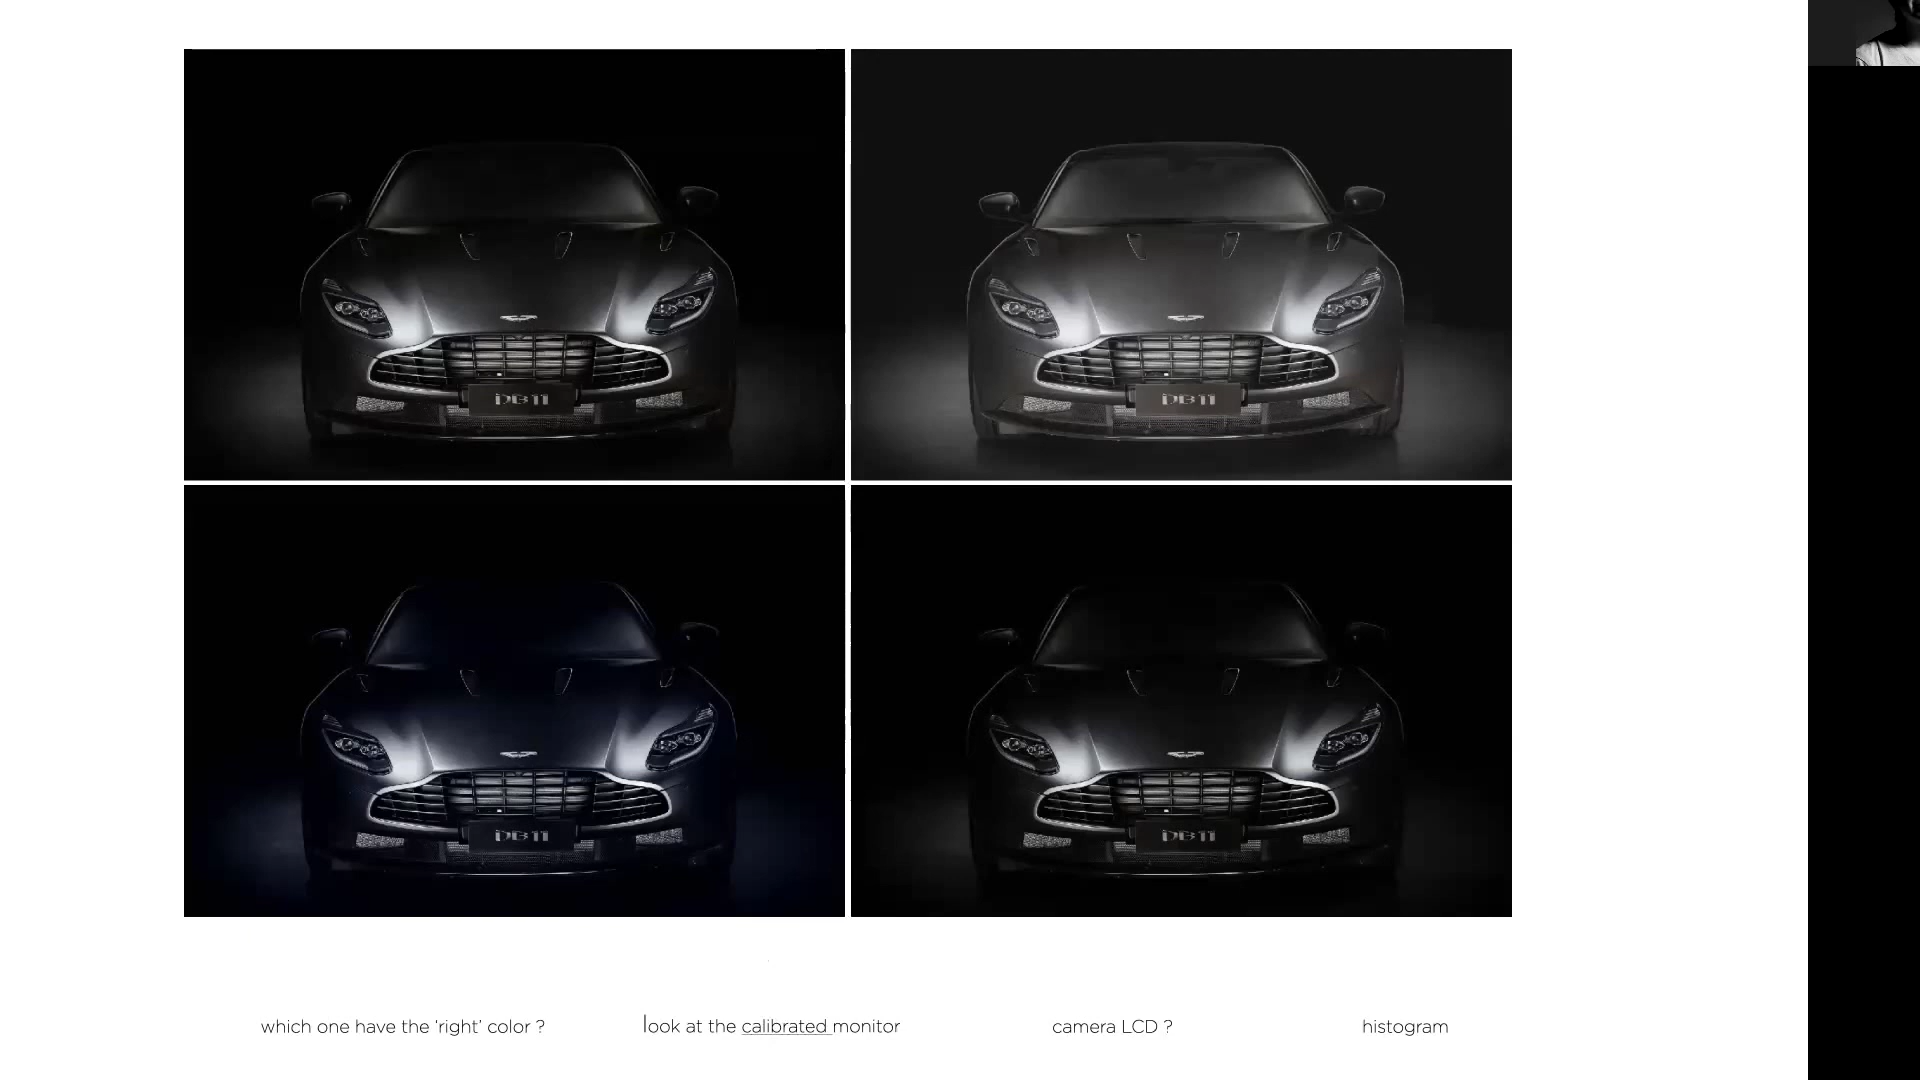 DB11
DB11
DB11
DB11
which one have the ‘right’ color ?
look at the calibrated monitor
camera LCD ?
histogram